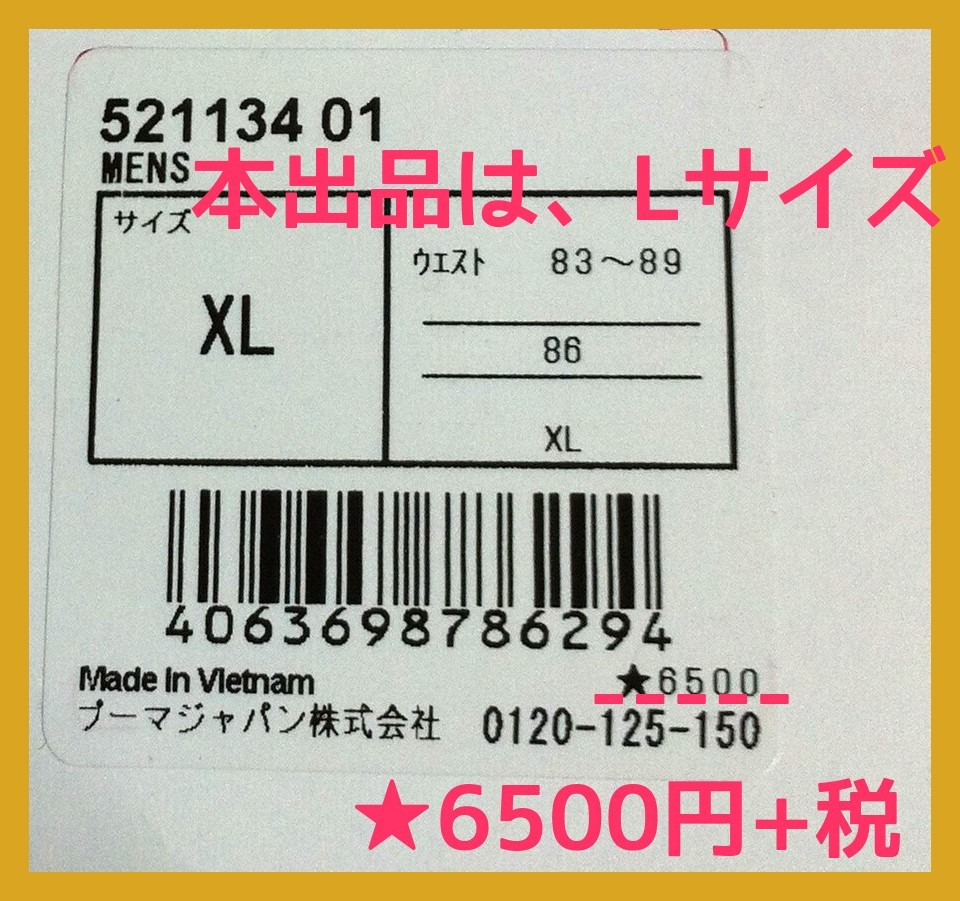 521134 01
MENS
本出品は、Lサイズ
サイズ
XL
ウエスト 83～89
86
XL
4063698786294
Made in Vietnam
★6500
プーマジャパン株式会社 0120-125-150
★6500円+税